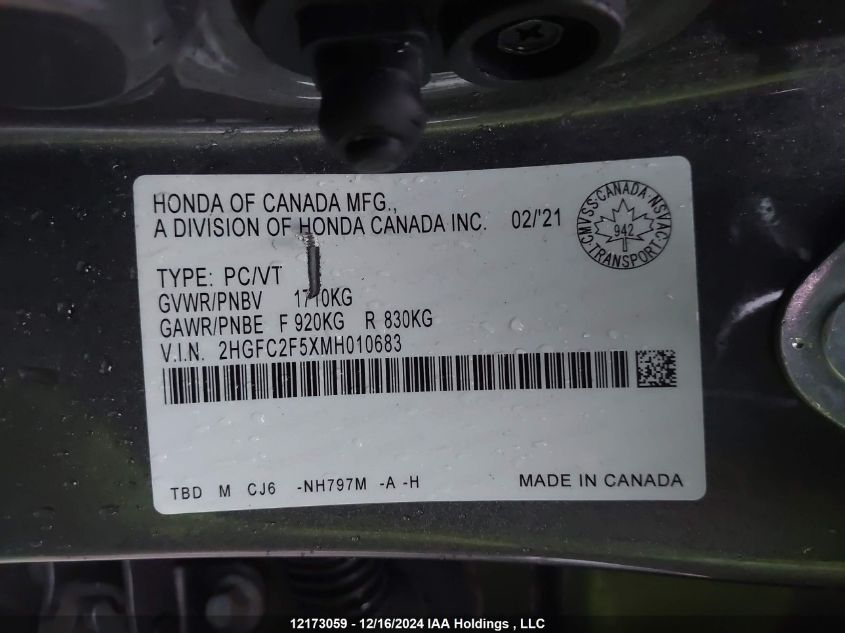 HONDA OF CANADA MFG.,
A DIVISION OF HONDA CANADA INC. 02/'21
CMVSS·CANADA·NSVAC
942
TRANSPORT
TYPE: PC/VT
GVWR/PNBV 1710KG
GAWR/PNBE F 920KG R 830KG
V.I.N. 2HGFC2F5XMH010683
TBD M CJ6 -NH797M -A -H MADE IN CANADA
12173059 - 12/16/2024 IAA Holdings , LLC